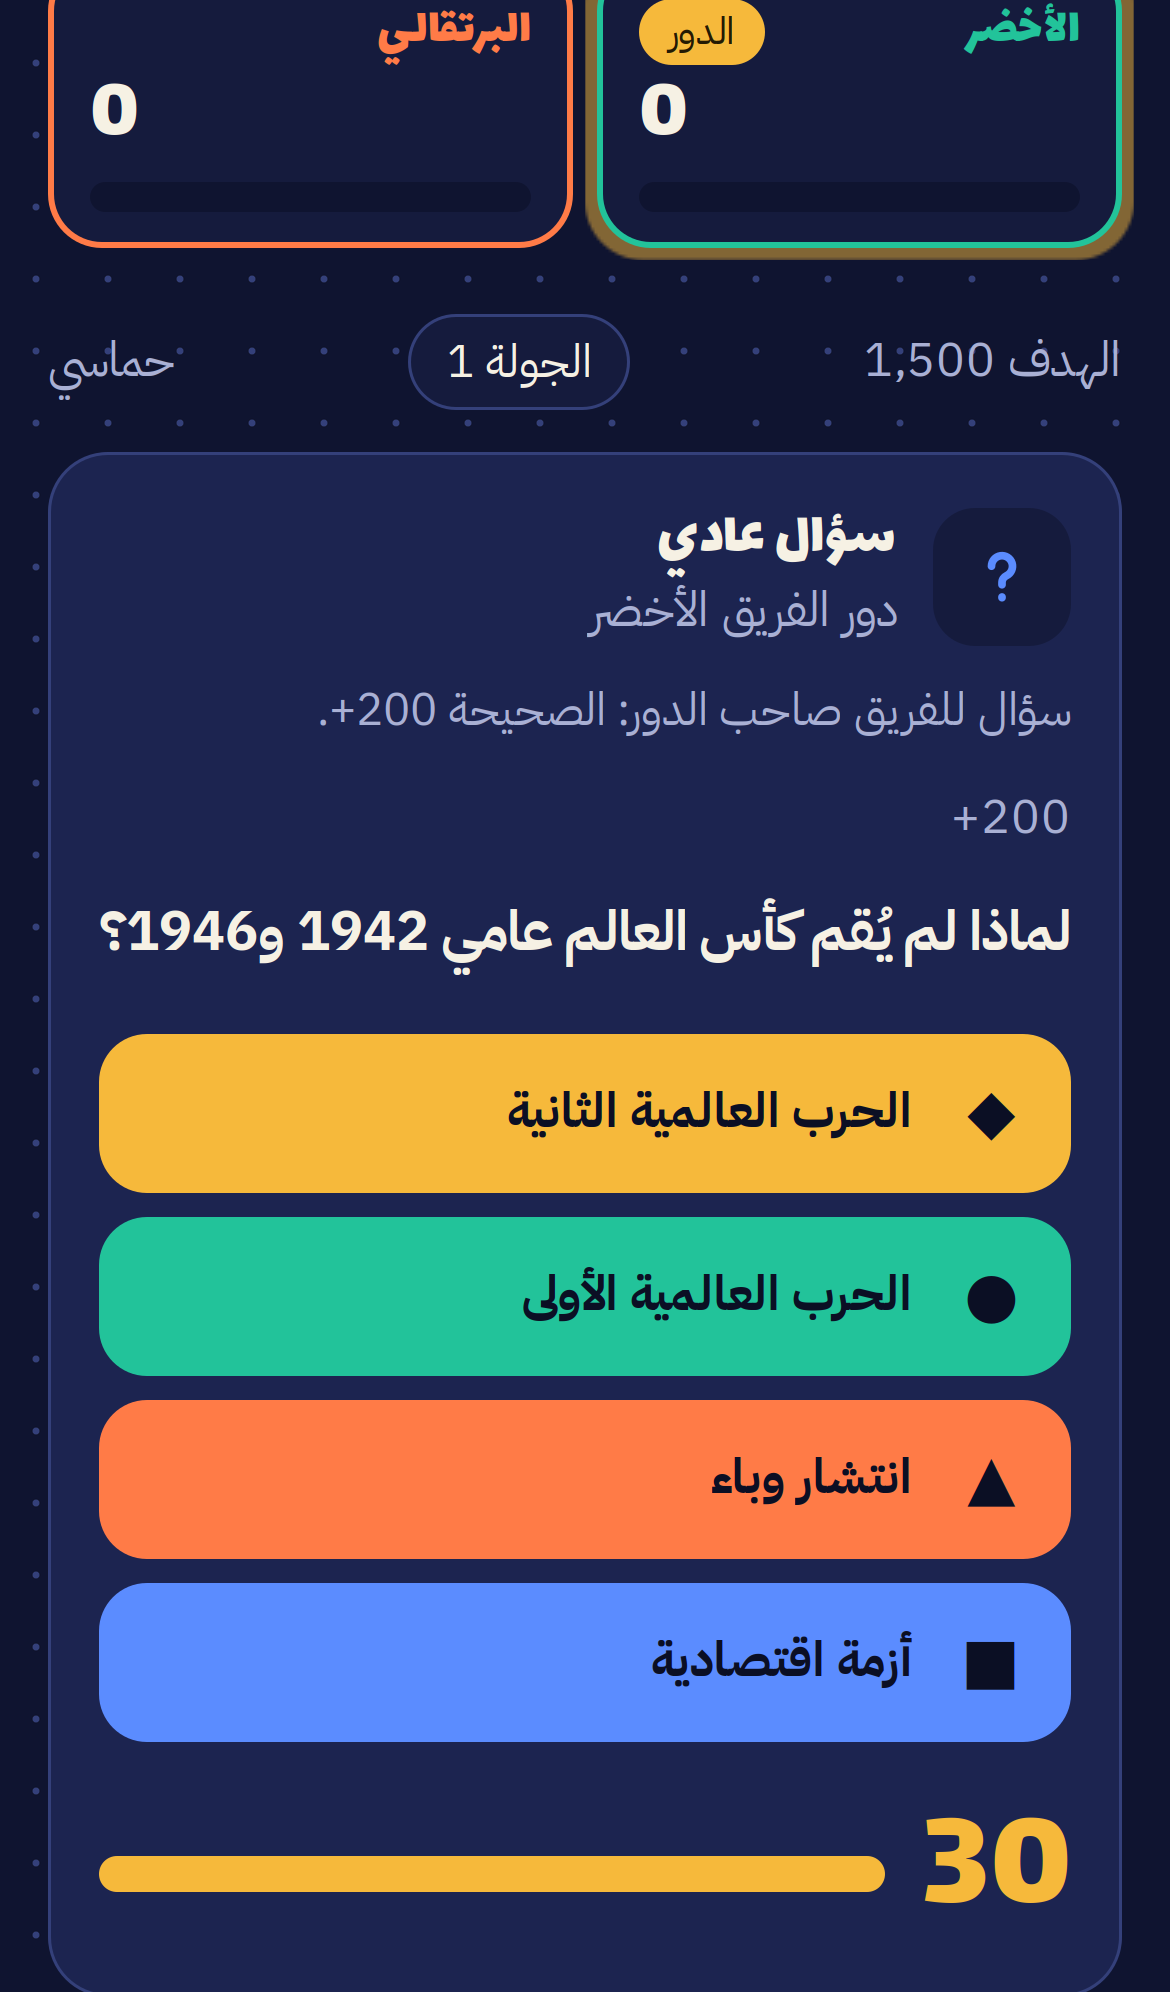 الأخضر
الدور
0
البرتقالي
0
الهدف 1,500
الجولة 1
حماسي
?
سؤال عادي
دور الفريق الأخضر
سؤال للفريق صاحب الدور: الصحيحة 200+.
+200
لماذا لم يُقم كأس العالم عامي 1942 و1946؟
الحرب العالمية الثانية
الحرب العالمية الأولى
انتشار وباء
أزمة اقتصادية
30